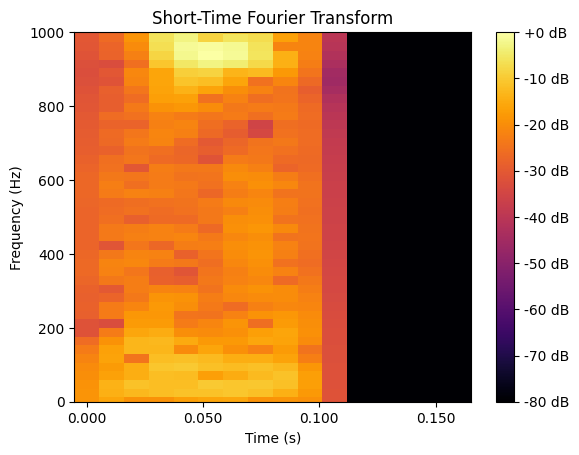 Short-Time Fourier Transform
1000
800
600
400
200
0
Frequency (Hz)
0.000
0.050
0.100
0.150
Time (s)
+0 dB
-10 dB
-20 dB
-30 dB
-40 dB
-50 dB
-60 dB
-70 dB
-80 dB